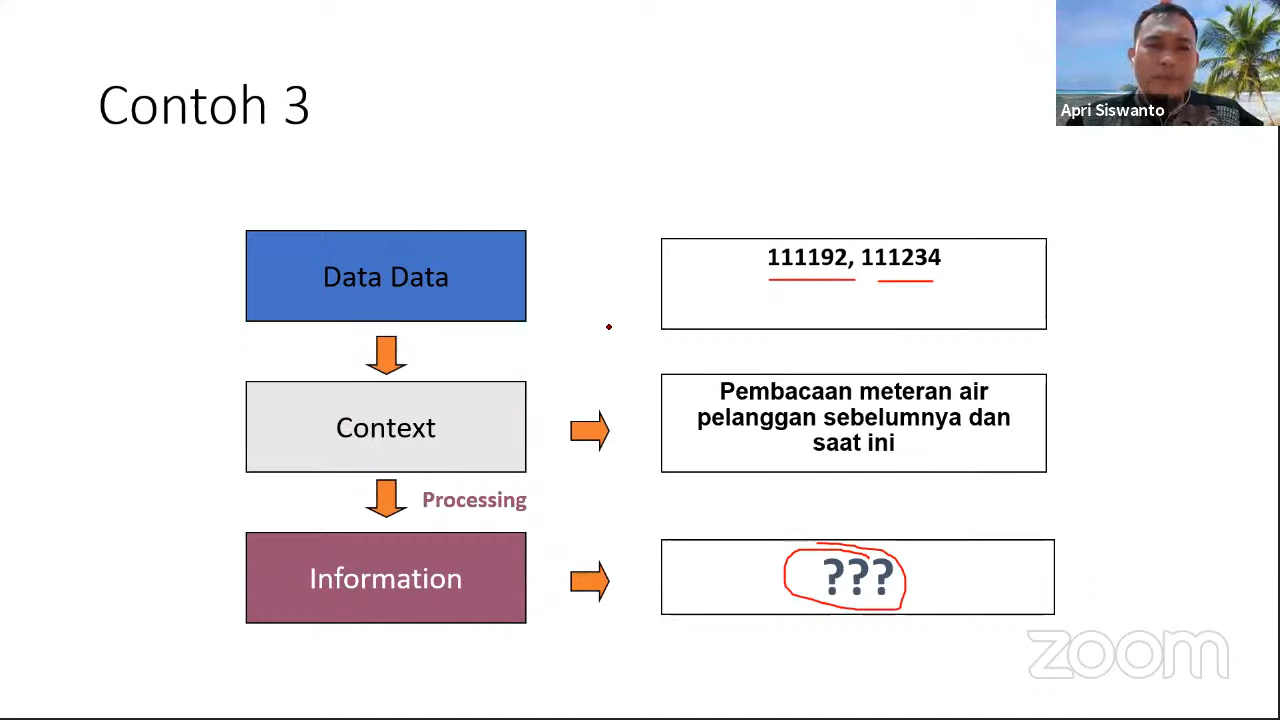 Apri Siswanto
Contoh 3
Data Data
111192, 111234
Context
Pembacaan meteran air
pelanggan sebelumnya dan
saat ini
Processing
Information
???
zoom